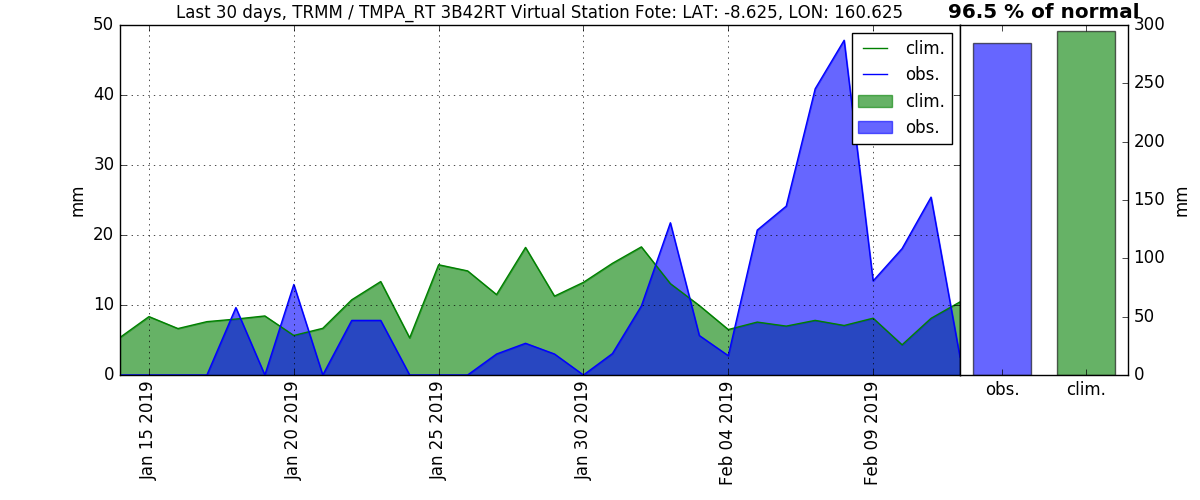 Last 30 days, TRMM / TMPA_RT 3B42RT Virtual Station Fote: LAT: -8.625, LON: 160.625
96.5 % of normal
50
40
30
20
10
0
mm
clim.
obs.
clim.
obs.
300
250
200
150
100
50
0
mm
Jan 15 2019
Jan 20 2019
Jan 25 2019
Jan 30 2019
Feb 04 2019
Feb 09 2019
obs.
clim.